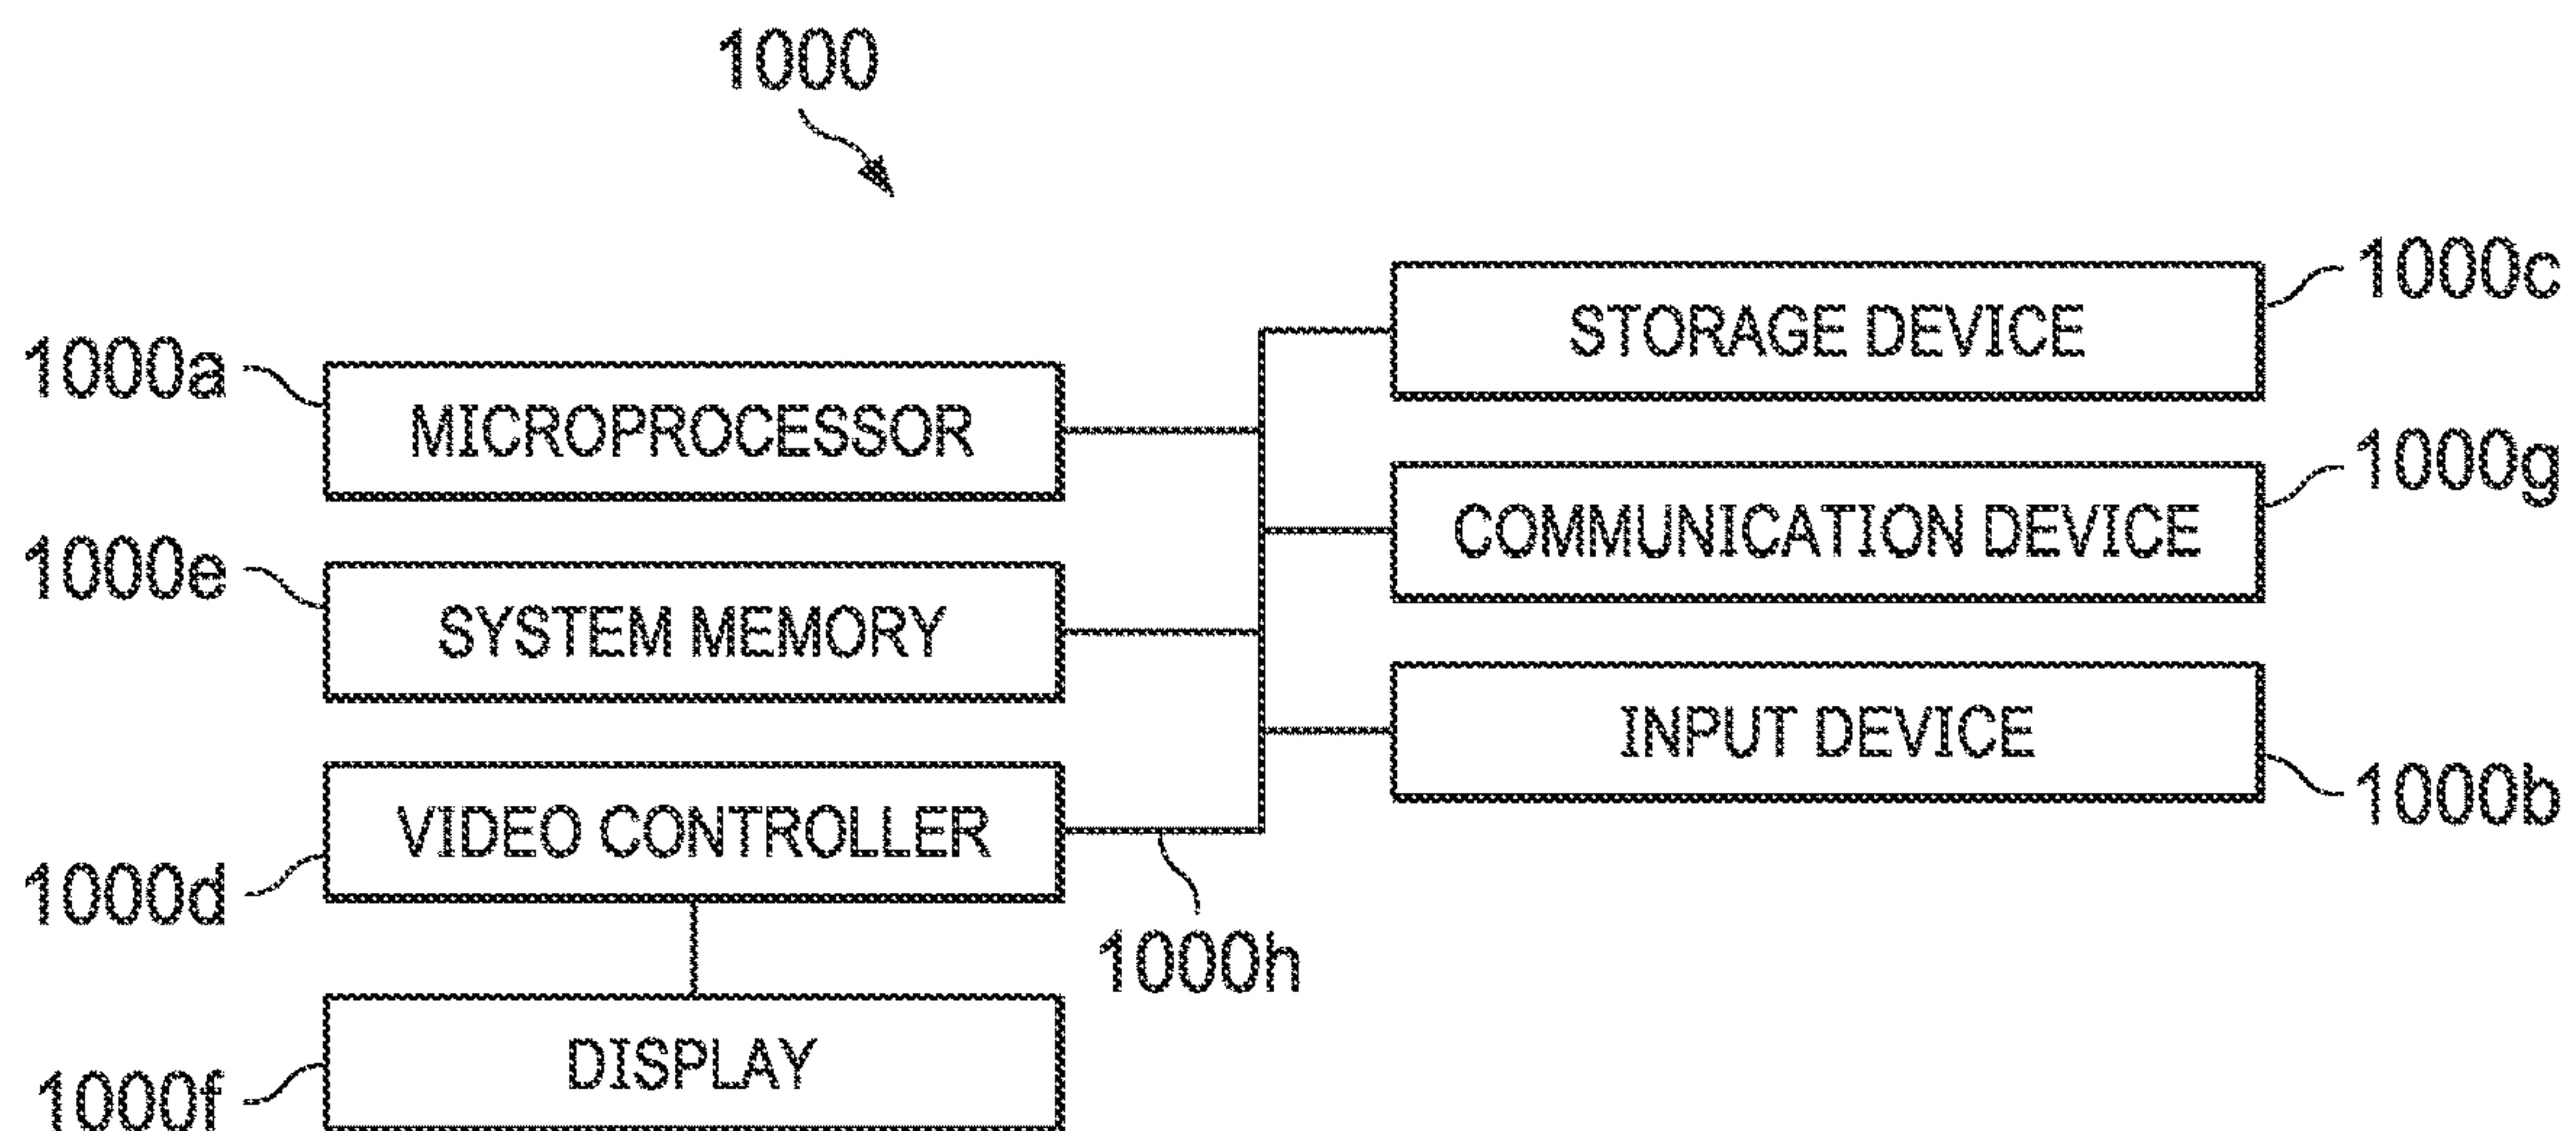 1000
1000c
STORAGE DEVICE
1000a
MICROPROCESSOR
1000g
COMMUNICATION DEVICE
1000e
SYSTEM MEMORY
INPUT DEVICE
1000b
VIDEO CONTROLLER
1000d
1000h
DISPLAY
1000f